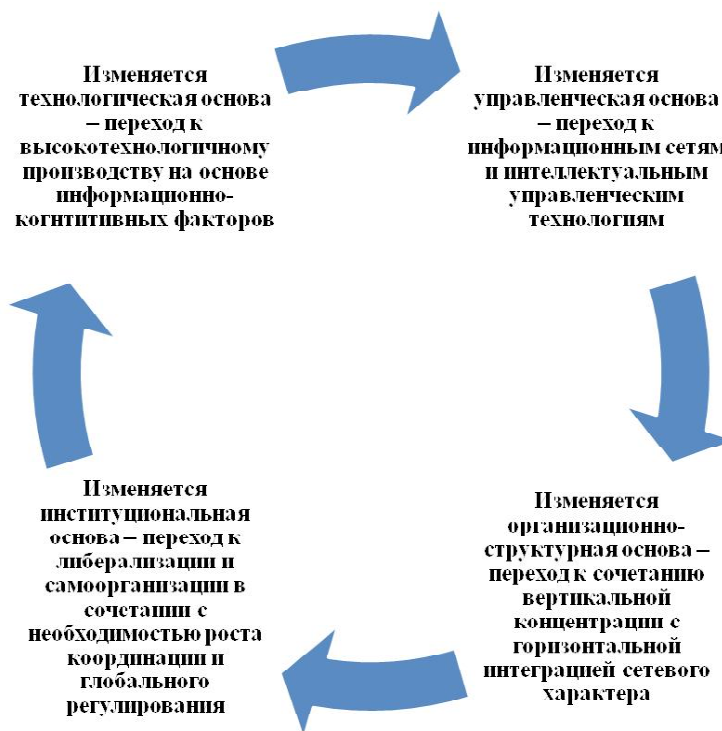 Изменяется
технологическая основа
– переход к
высокотехнологичному
производству на основе
информационно-
когнтитивных факторов
Изменяется
управленческая основа
– переход к
информационным сетям
и интеллектуальным
управленческим
технологиям
Изменяется
организационно-
структурная основа –
переход к сочетанию
вертикальной
концентрации с
горизонтальной
интеграцией сетевого
характера
Изменяется
институциональная
основа – переход к
либерализации и
самоорганизации в
сочетании с
необходимостью роста
координации и
глобального
регулирования